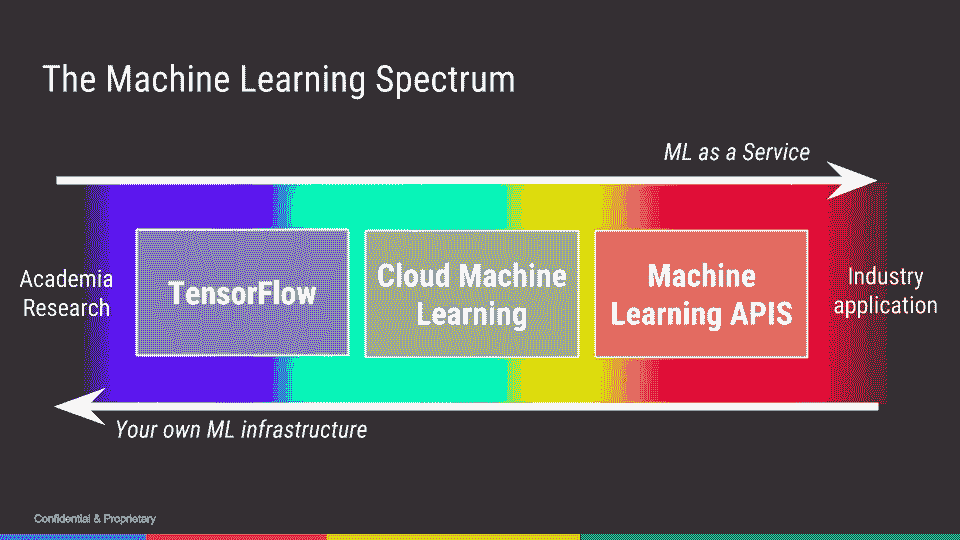 The Machine Learning Spectrum
ML as a Service
Academia
Research
TensorFlow
Cloud Machine
Learning
Machine
Learning APIS
Industry
application
Your own ML infrastructure
Confidential & Proprietary